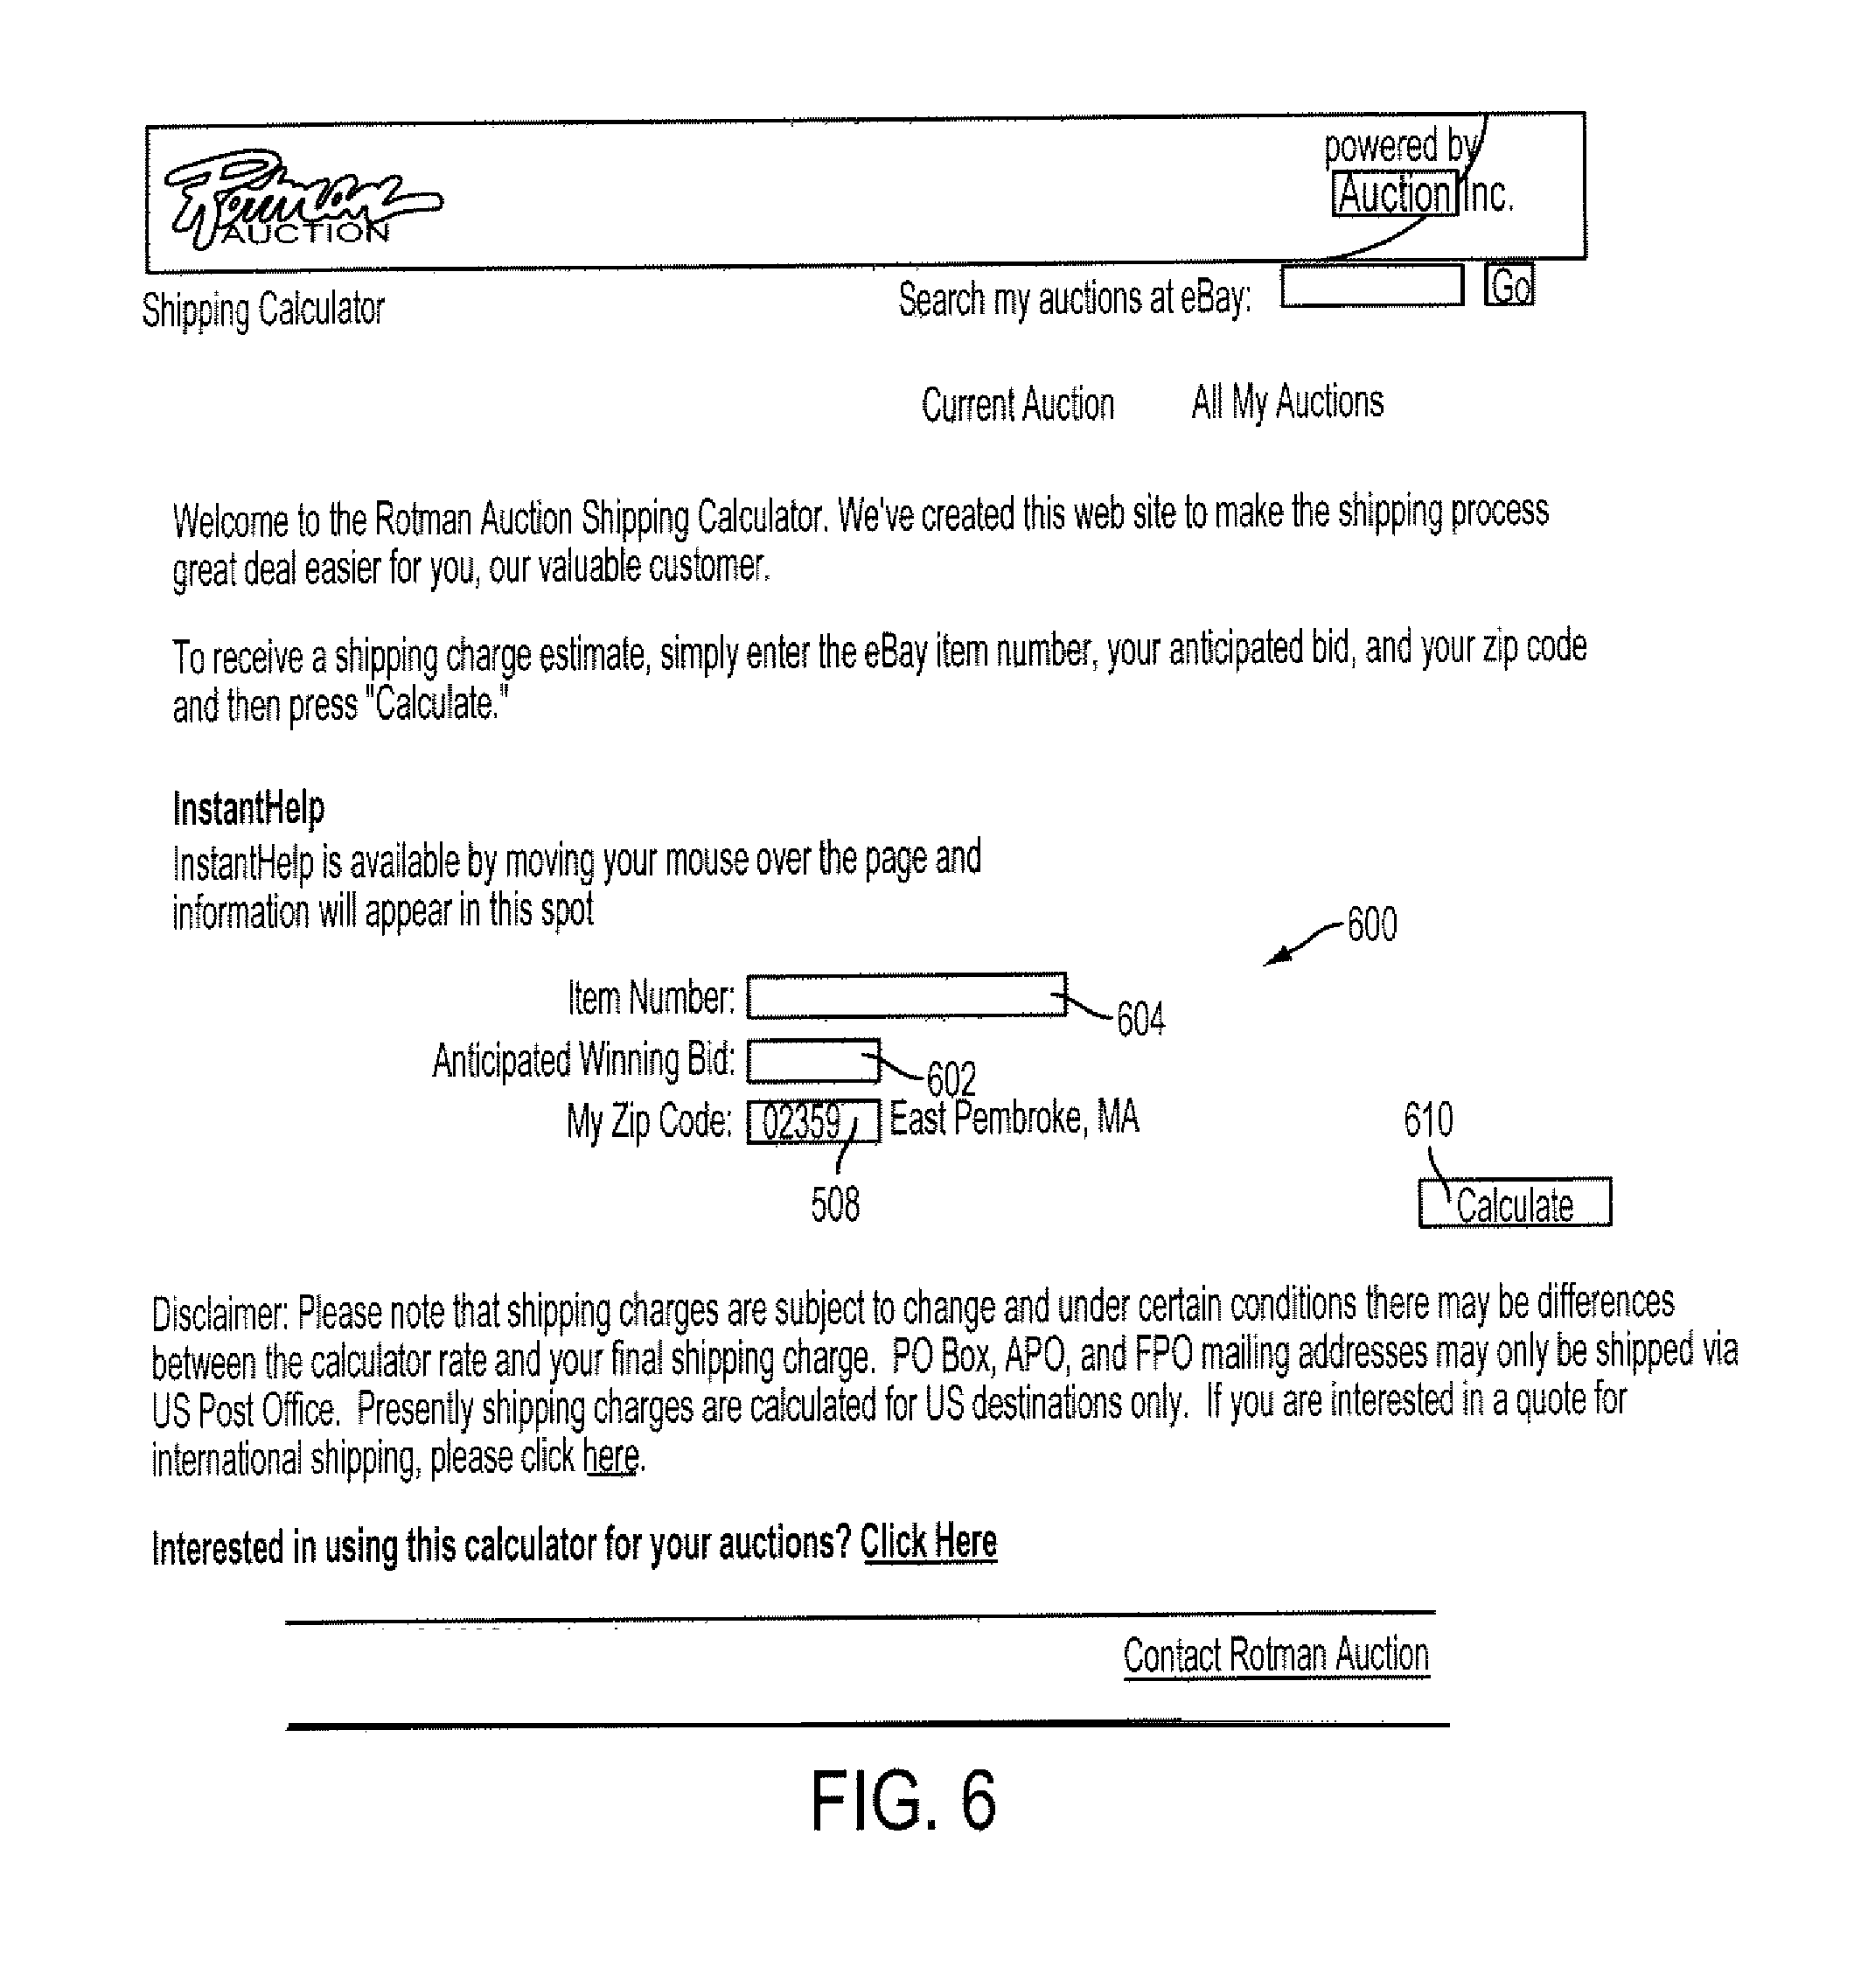 Rotman
AUCTION
powered by
Auction Inc.
Shipping Calculator
Search my auctions at eBay: Go
Current Auction All My Auctions
Welcome to the Rotman Auction Shipping Calculator. We've created this web site to make the shipping process
great deal easier for you, our valuable customer.
To receive a shipping charge estimate, simply enter the eBay item number, your anticipated bid, and your zip code
and then press "Calculate."
InstantHelp
InstantHelp is available by moving your mouse over the page and
information will appear in this spot
600
Item Number:
604
Anticipated Winning Bid:
602
My Zip Code: 02359 East Pembroke, MA
610
508
Calculate
Disclaimer: Please note that shipping charges are subject to change and under certain conditions there may be differences
between the calculator rate and your final shipping charge. PO Box, APO, and FPO mailing addresses may only be shipped via
US Post Office. Presently shipping charges are calculated for US destinations only. If you are interested in a quote for
international shipping, please click here.
Interested in using this calculator for your auctions? Click Here
Contact Rotman Auction
FIG. 6